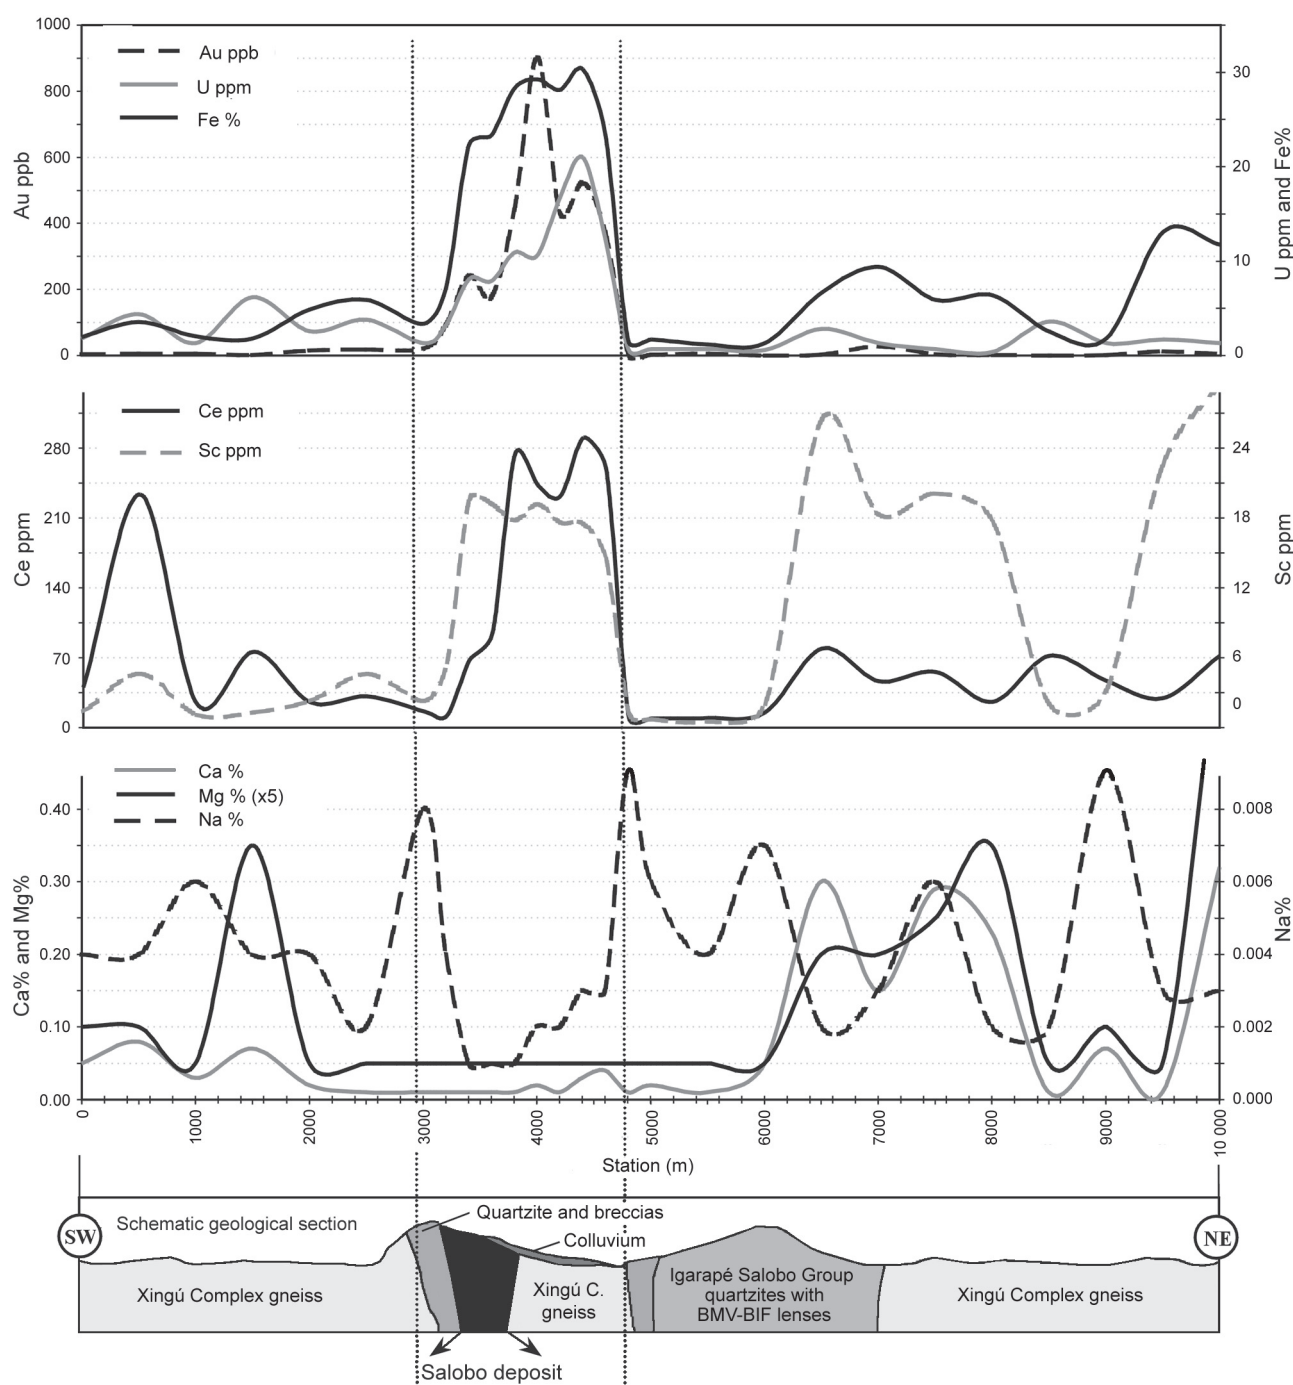 1000
800
600
400
200
0
Au ppb
Au ppb
U ppm
Fe %
30
20
10
0
U ppm and Fe%
Ce ppm
Sc ppm
280
210
140
70
0
Ce ppm
24
18
12
6
0
Sc ppm
Ca %
Mg % (x5)
Na %
0.40
0.30
0.20
0.10
0.00
Ca% and Mg%
0.008
0.006
0.004
0.002
0.000
Na%
0
1000
2000
3000
4000
5000
6000
7000
8000
9000
10 000
Station (m)
SW
Schematic geological section
Quartzite and breccias
Colluvium
NE
Xingú Complex gneiss
Xingú C.
gneiss
Igarapé Salobo Group
quartzites with
BMV-BIF lenses
Xingú Complex gneiss
Salobo deposit